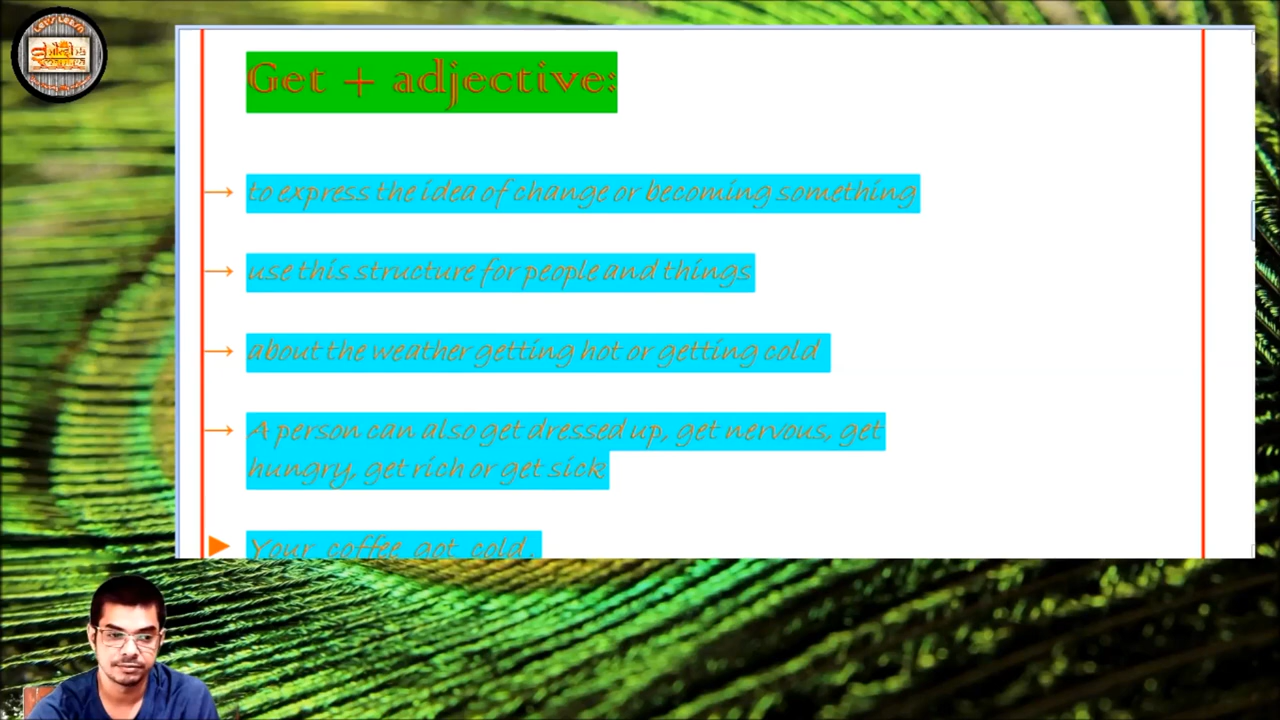 Get + adjective:
→ to express the idea of change or becoming something
→ use this structure for people and things
→ about the weather getting hot or getting cold
→ A person can also get dressed up, get nervous, get
hungry, get rich or get sick
Your coffee got cold.